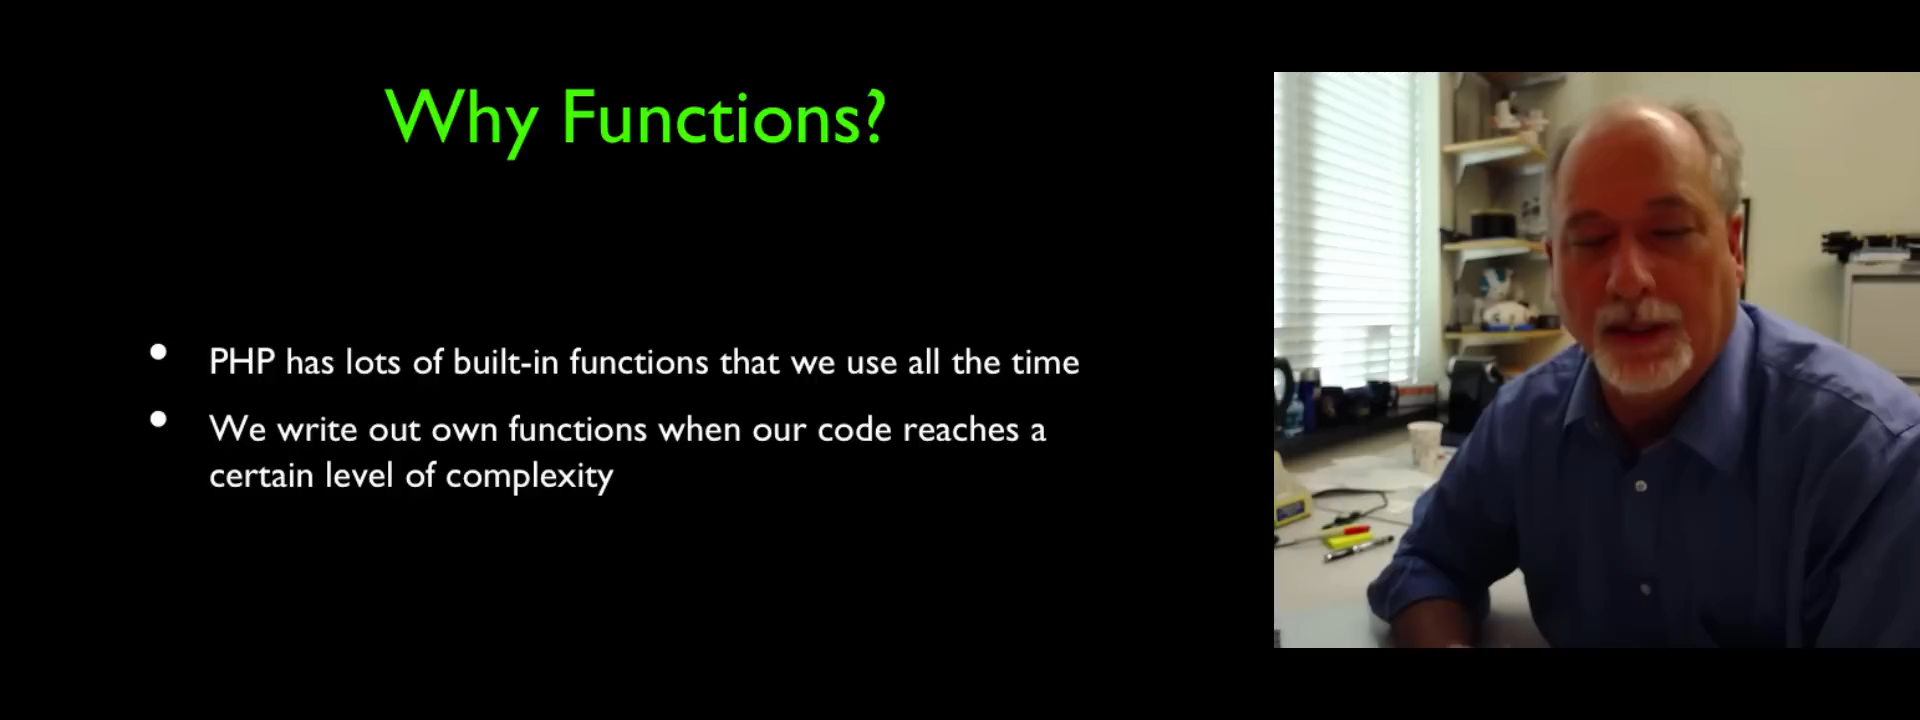 Why Functions?
• PHP has lots of built-in functions that we use all the time
• We write out own functions when our code reaches a
certain level of complexity